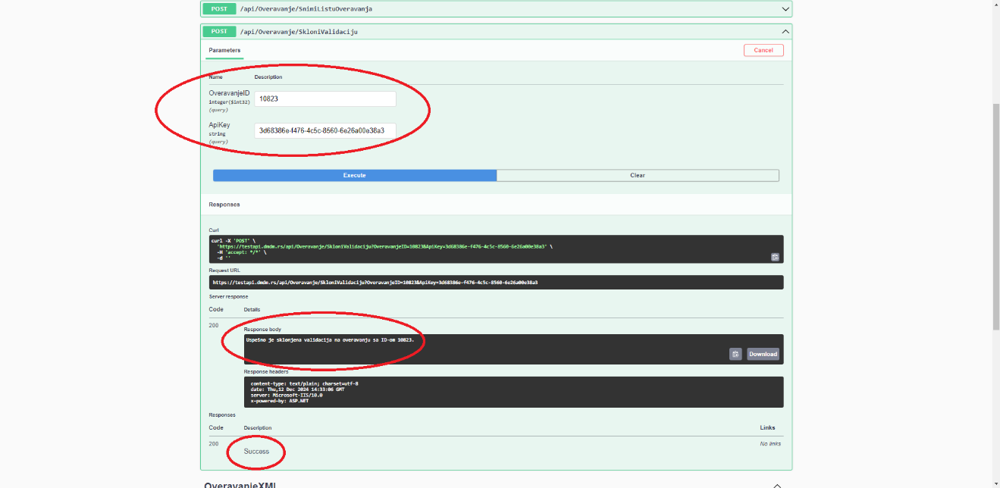 POST /api/Overavanje/SnimiListuOveravanja
POST /api/Overavanje/SkloniValidaciju
Parameters
Cancel
Name Description
OveravanjeID
integer($int32)
(query)
10823
ApiKey
string
(query)
3d68386e-f476-4c5c-8560-6e26a00e38a3
Execute Clear
Responses
Curl
curl -X 'POST' \
'https://testapi.dmdm.rs/api/Overavanje/SkloniValidaciju?OveravanjeID=10823&ApiKey=3d68386e-f476-4c5c-8560-6e26a00e38a3' \
-H 'accept: */*' \
-d ''
Request URL
https://testapi.dmdm.rs/api/Overavanje/SkloniValidaciju?OveravanjeID=10823&ApiKey=3d68386e-f476-4c5c-8560-6e26a00e38a3
Server response
Code Details
200
Response body
Uspešno je sklonjena validacija na overavanju sa ID-om 10823.
Download
Response headers
content-type: text/plain; charset=utf-8
date: Thu,12 Dec 2024 14:33:06 GMT
server: Microsoft-IIS/10.0
x-powered-by: ASP.NET
Responses
Code Description Links
200 Success No links
OveravanjeXML